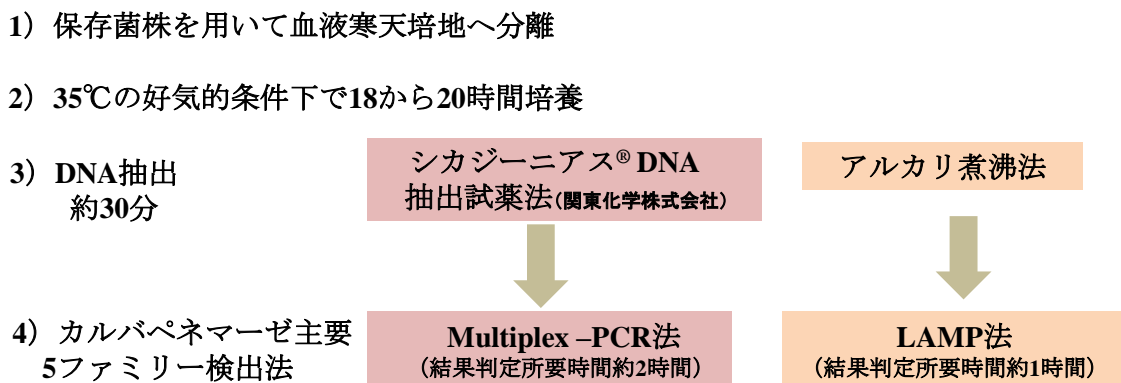 1）保存菌株を用いて血液寒天培地へ分離
2）35℃の好気的条件下で18から20時間培養
3）DNA抽出
約30分
シカジーニアス® DNA
抽出試薬法(関東化学株式会社)
アルカリ煮沸法
4）カルバペネマーゼ主要
5ファミリー検出法
Multiplex –PCR法
（結果判定所要時間約2時間）
LAMP法
（結果判定所要時間約1時間）